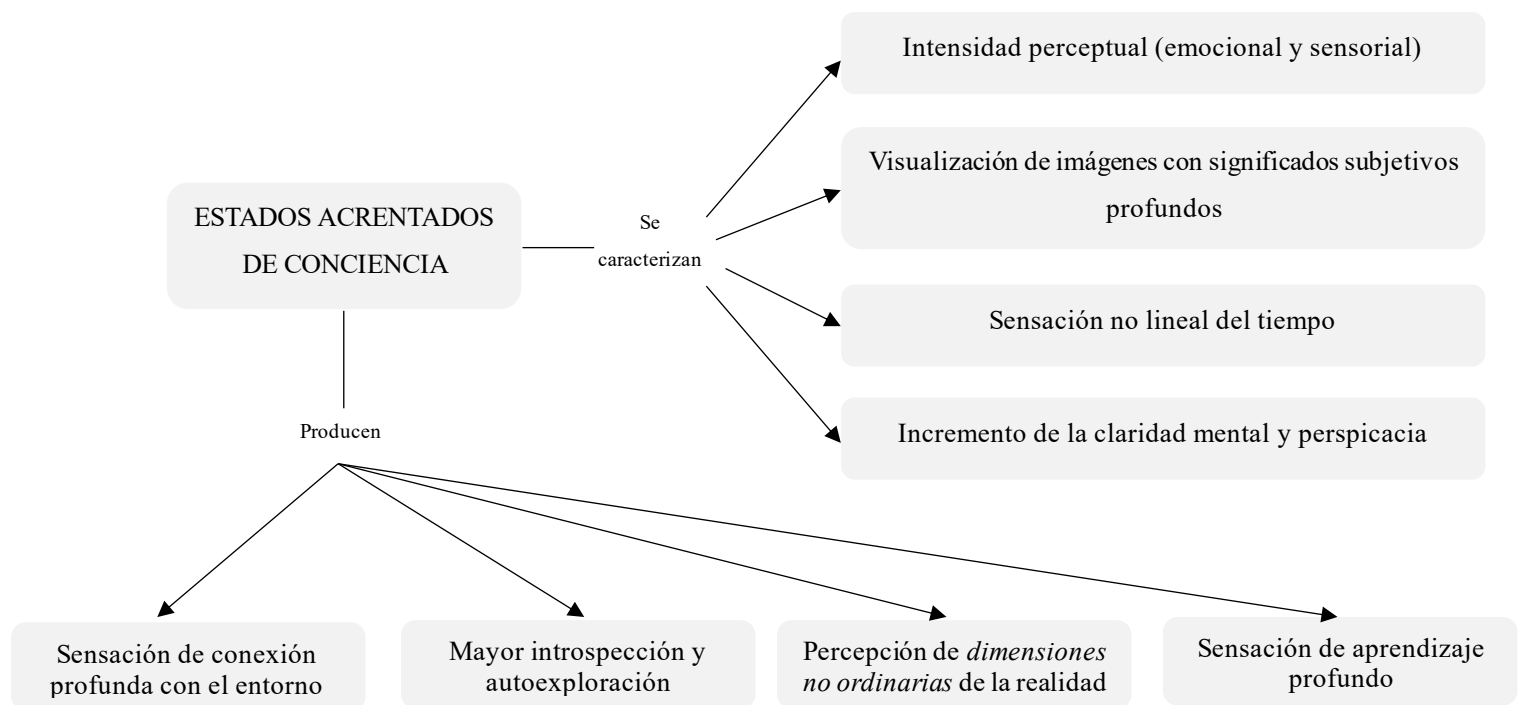 Intensidad perceptual (emocional y sensorial)
Visualización de imágenes con significados subjetivos
profundos
ESTADOS ACRENTADOS
DE CONCIENCIA
Se
caracterizan
Sensación no lineal del tiempo
Incremento de la claridad mental y perspicacia
Producen
Sensación de conexión
profunda con el entorno
Mayor introspección y
autoexploración
Percepción de dimensiones
no ordinarias de la realidad
Sensación de aprendizaje
profundo